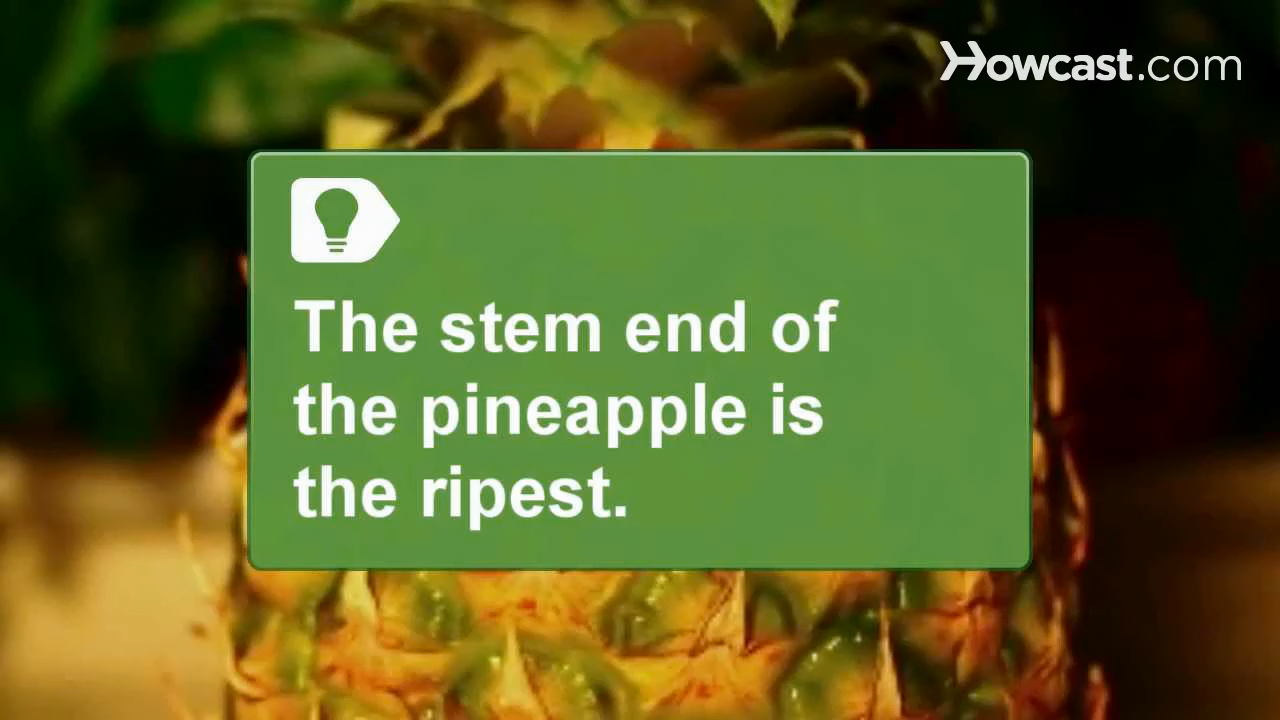 Howcast.com
The stem end of
the pineapple is
the ripest.